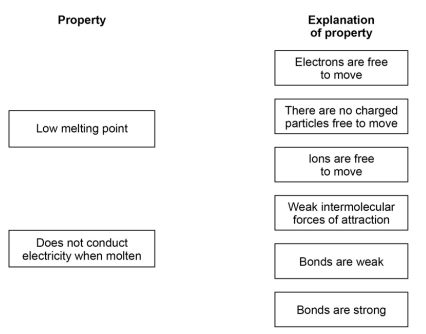 Property
Explanation
of property
Electrons are free
to move
There are no charged
particles free to move
Low melting point
Ions are free
to move
Weak intermolecular
forces of attraction
Does not conduct
electricity when molten
Bonds are weak
Bonds are strong